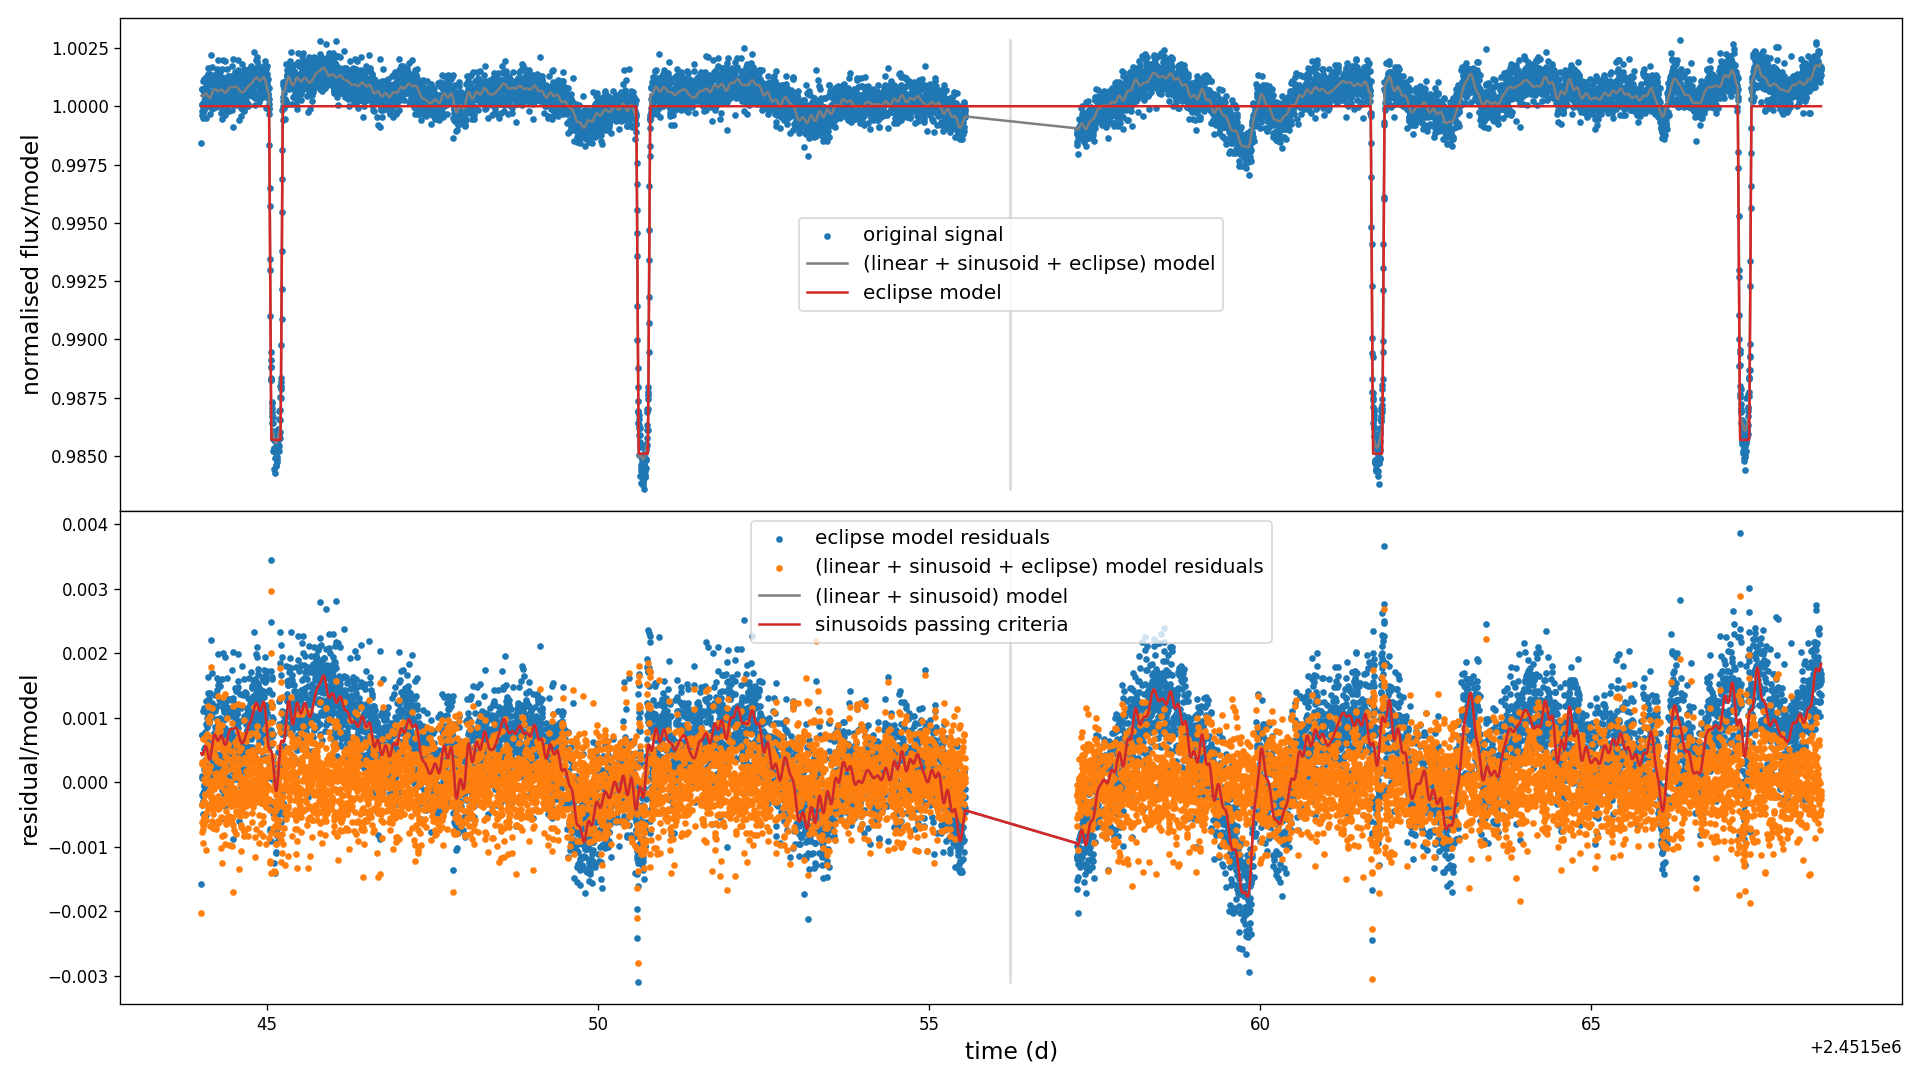 normalised flux/model
1.0025
1.0000
0.9975
0.9950
0.9925
0.9900
0.9875
0.9850
original signal
(linear + sinusoid + eclipse) model
eclipse model
residual/model
0.004
0.003
0.002
0.001
0.000
−0.001
−0.002
−0.003
eclipse model residuals
(linear + sinusoid + eclipse) model residuals
(linear + sinusoid) model
sinusoids passing criteria
45 50 55 60 65
time (d)
+2.4515e6